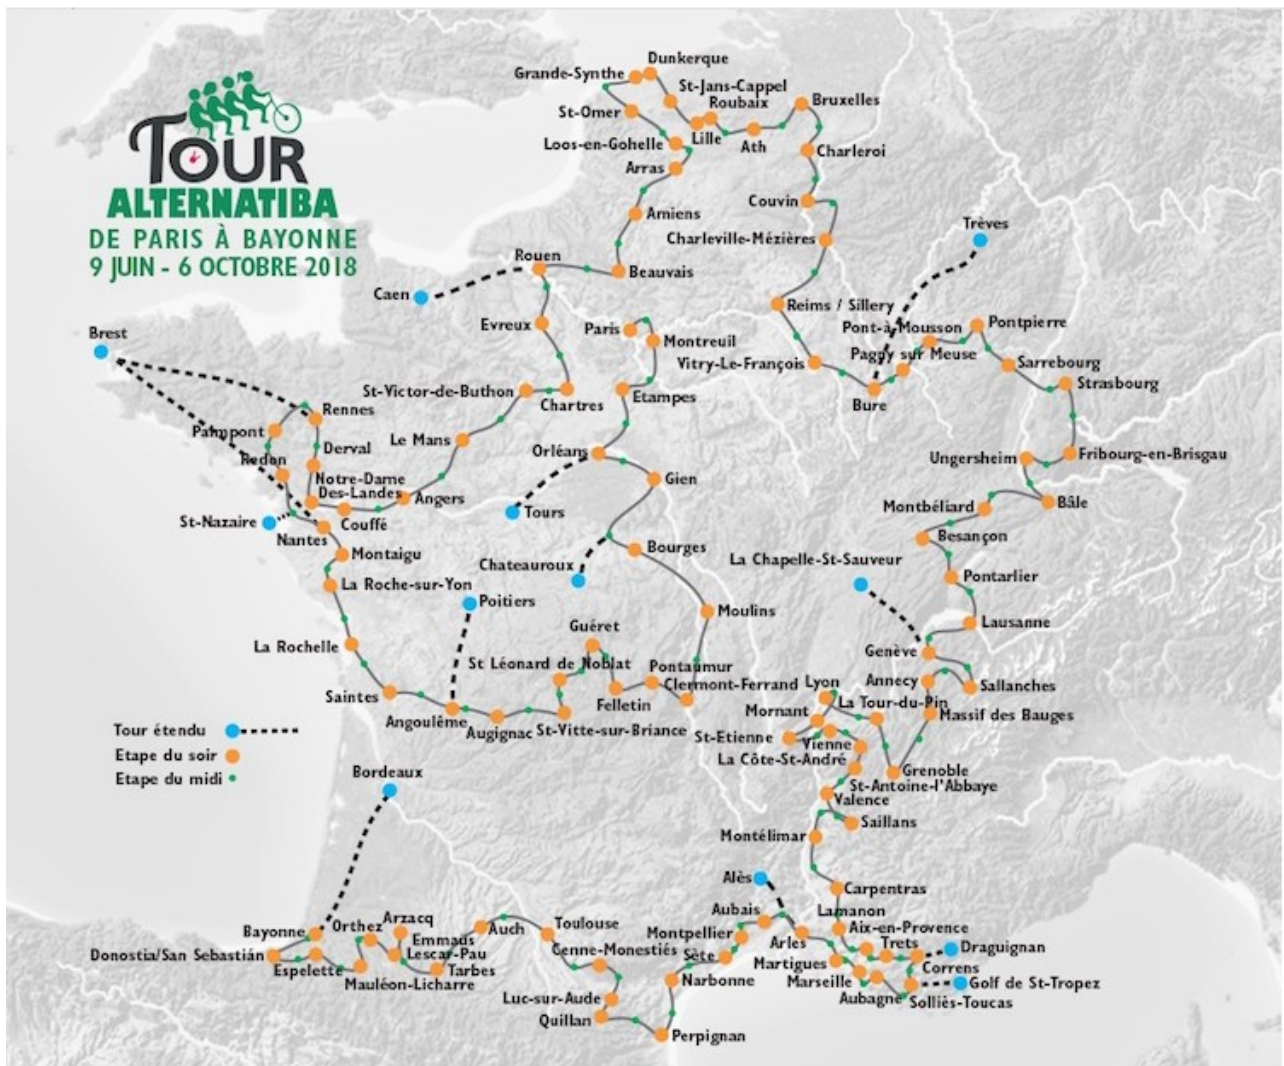 TOUR
ALTERNATIBA
DE PARIS À BAYONNE
9 JUIN - 6 OCTOBRE 2018
Dunkerque
Grande-Synthe
St-Jans-Cappel
Roubaix
Bruxelles
St-Omer
Lille
Ath
Loos-en-Gohelle
Charleroi
Arras
Couvin
Amiens
Trèves
Charleville-Mézières
Rouen
Beauvais
Caen
Reims / Sillery
Evreux
Paris
Montreuil
Pont-à-Mousson
Pontpierre
Brest
Vitry-Le-François
Pagny sur Meuse
Sarrebourg
Strasbourg
St-Victor-de-Buthon
Chartres
Etampes
Bure
Rennes
Paimpont
Le Mans
Derval
Orléans
Redon
Ungersheim
Fribourg-en-Brisgau
Notre-Dame
Des-Landes
Angers
Gien
St-Nazaire
Couffé
Tours
Montbéliard
Bâle
Nantes
Besançon
Montaigu
Bourges
La Chapelle-St-Sauveur
Chateauroux
La Roche-sur-Yon
Pontarlier
Poitiers
Moulins
Guéret
Lausanne
La Rochelle
Genève
St Léonard de Noblat
Pontaumur
Clermont-Ferrand
Lyon
Annecy
Sallanches
Saintes
Felletin
La Tour-du-Pin
Mornant
Massif des Bauges
Angoulême
Augignac
St-Vitte-sur-Briance
St-Etienne
Vienne
La Côte-St-André
Grenoble
Tour étendu
Etape du soir
Etape du midi
St-Antoine-l'Abbaye
Valence
Bordeaux
Saillans
Montélimar
Alès
Carpentras
Aubais
Lamanon
Arzacq
Orthez
Bayonne
Auch
Toulouse
Montpellier
Aix-en-Provence
Emmaüs
Lescar-Pau
Arles
Trets
Draguignan
Donostia/San Sebastián
Cenne-Monestiés
Sète
Espelette
Tarbes
Martigues
Correns
Mauléon-Licharre
Narbonne
Marseille
Golf de St-Tropez
Luc-sur-Aude
Aubagne
Solliès-Toucas
Quillan
Perpignan